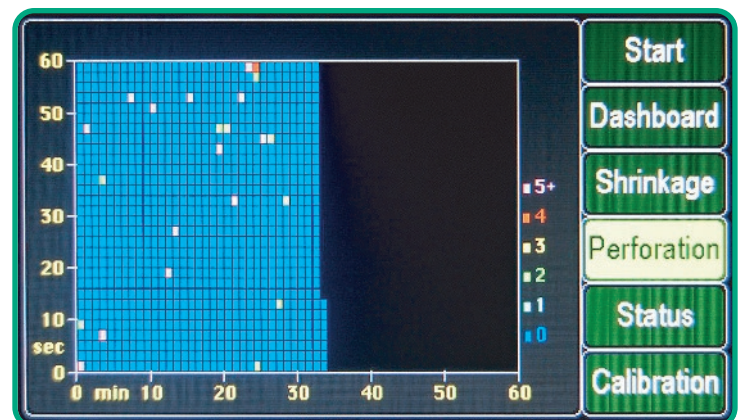 60
50
40
30
20
10
sec
0
0 min 10 20 30 40 50 60
5+
4
3
2
1
0
Start
Dashboard
Shrinkage
Perforation
Status
Calibration